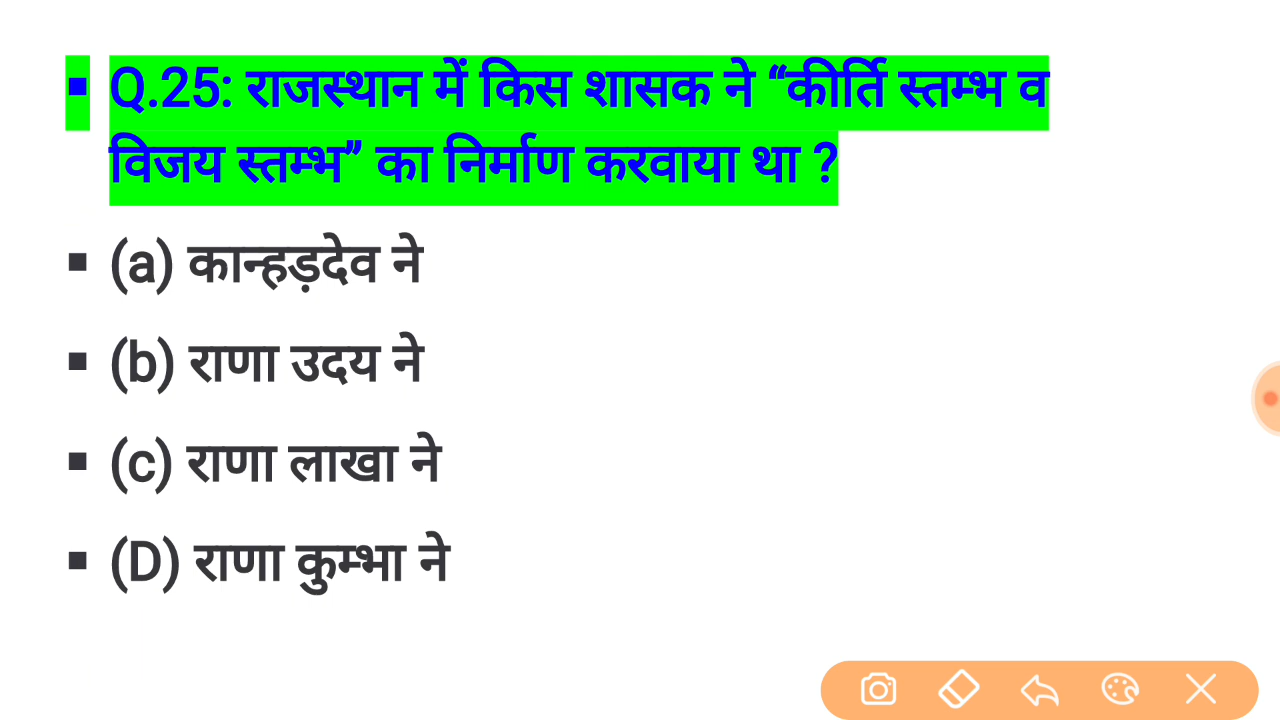 ▪ Q.25: राजस्थान में किस शासक ने “कीर्ति स्तम्भ व
विजय स्तम्भ” का निर्माण करवाया था ?
▪ (a) कान्हड़देव ने
▪ (b) राणा उदय ने
▪ (c) राणा लाखा ने
▪ (D) राणा कुम्भा ने